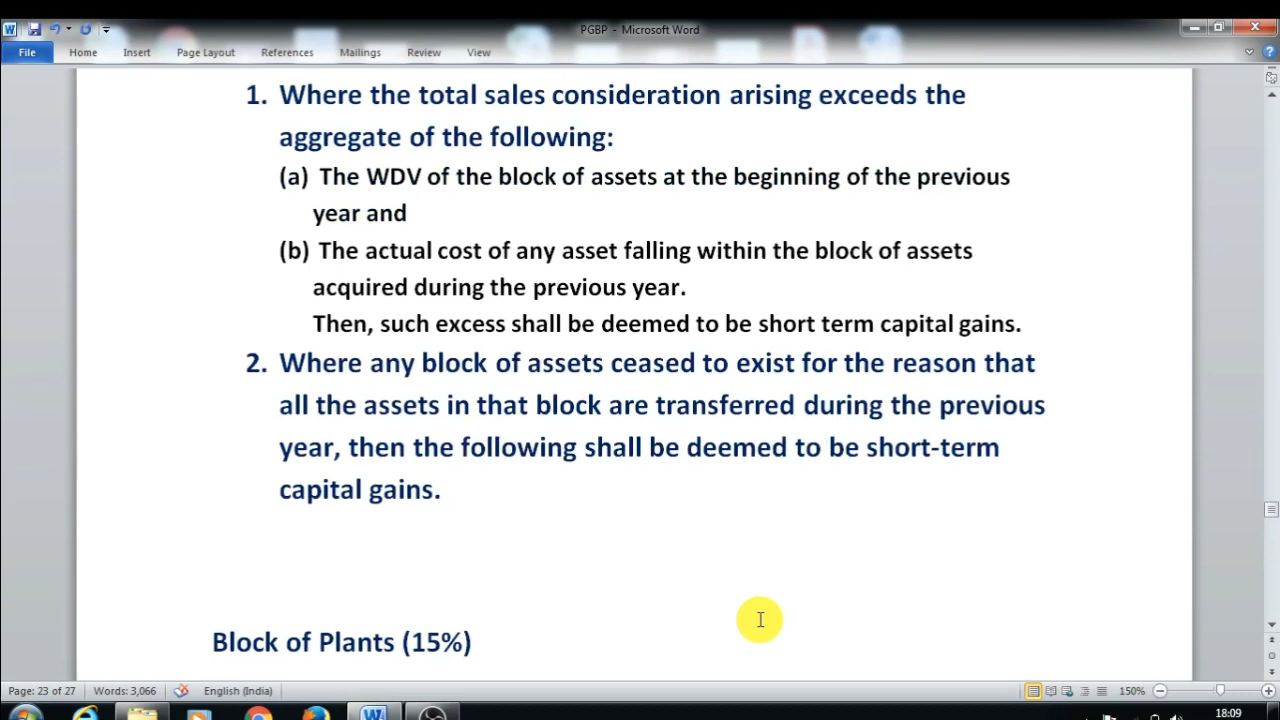 PGBP - Microsoft Word
File Home Insert Page Layout References Mailings Review View
1. Where the total sales consideration arising exceeds the
aggregate of the following:
(a) The WDV of the block of assets at the beginning of the previous
year and
(b) The actual cost of any asset falling within the block of assets
acquired during the previous year.
Then, such excess shall be deemed to be short term capital gains.
2. Where any block of assets ceased to exist for the reason that
all the assets in that block are transferred during the previous
year, then the following shall be deemed to be short-term
capital gains.
Block of Plants (15%)
Page: 23 of 27 Words: 3,066 English (India) 150%
18:09